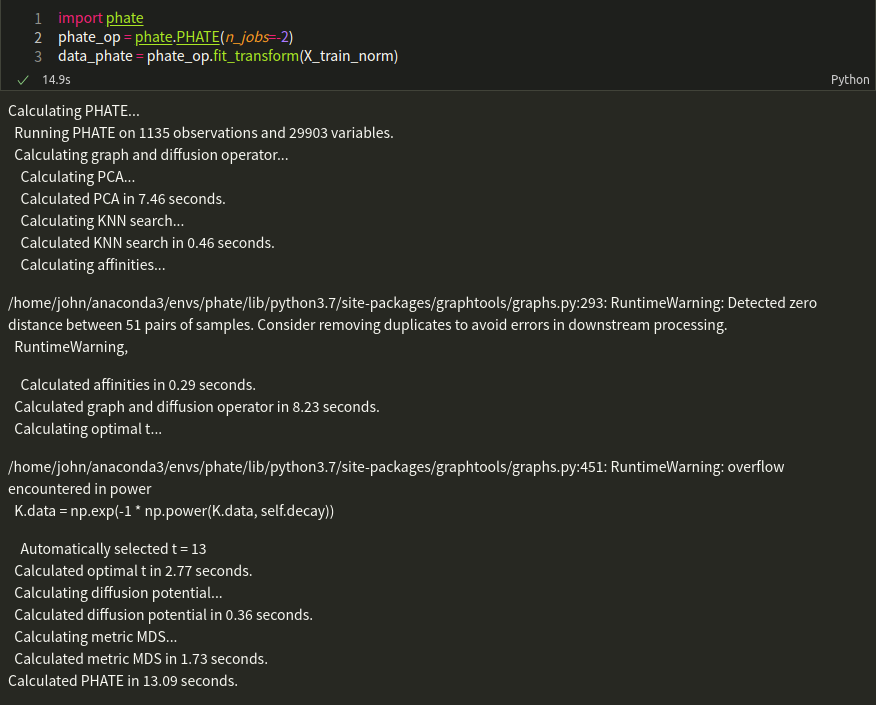 1 import phate
2 phate_op = phate.PHATE(n_jobs=-2)
3 data_phate = phate_op.fit_transform(X_train_norm)
✓ 14.9s Python
Calculating PHATE...
Running PHATE on 1135 observations and 29903 variables.
Calculating graph and diffusion operator...
Calculating PCA...
Calculated PCA in 7.46 seconds.
Calculating KNN search...
Calculated KNN search in 0.46 seconds.
Calculating affinities...
/home/john/anaconda3/envs/phate/lib/python3.7/site-packages/graphtools/graphs.py:293: RuntimeWarning: Detected zero
distance between 51 pairs of samples. Consider removing duplicates to avoid errors in downstream processing.
RuntimeWarning,
Calculated affinities in 0.29 seconds.
Calculated graph and diffusion operator in 8.23 seconds.
Calculating optimal t...
/home/john/anaconda3/envs/phate/lib/python3.7/site-packages/graphtools/graphs.py:451: RuntimeWarning: overflow
encountered in power
K.data = np.exp(-1 * np.power(K.data, self.decay))
Automatically selected t = 13
Calculated optimal t in 2.77 seconds.
Calculating diffusion potential...
Calculated diffusion potential in 0.36 seconds.
Calculating metric MDS...
Calculated metric MDS in 1.73 seconds.
Calculated PHATE in 13.09 seconds.